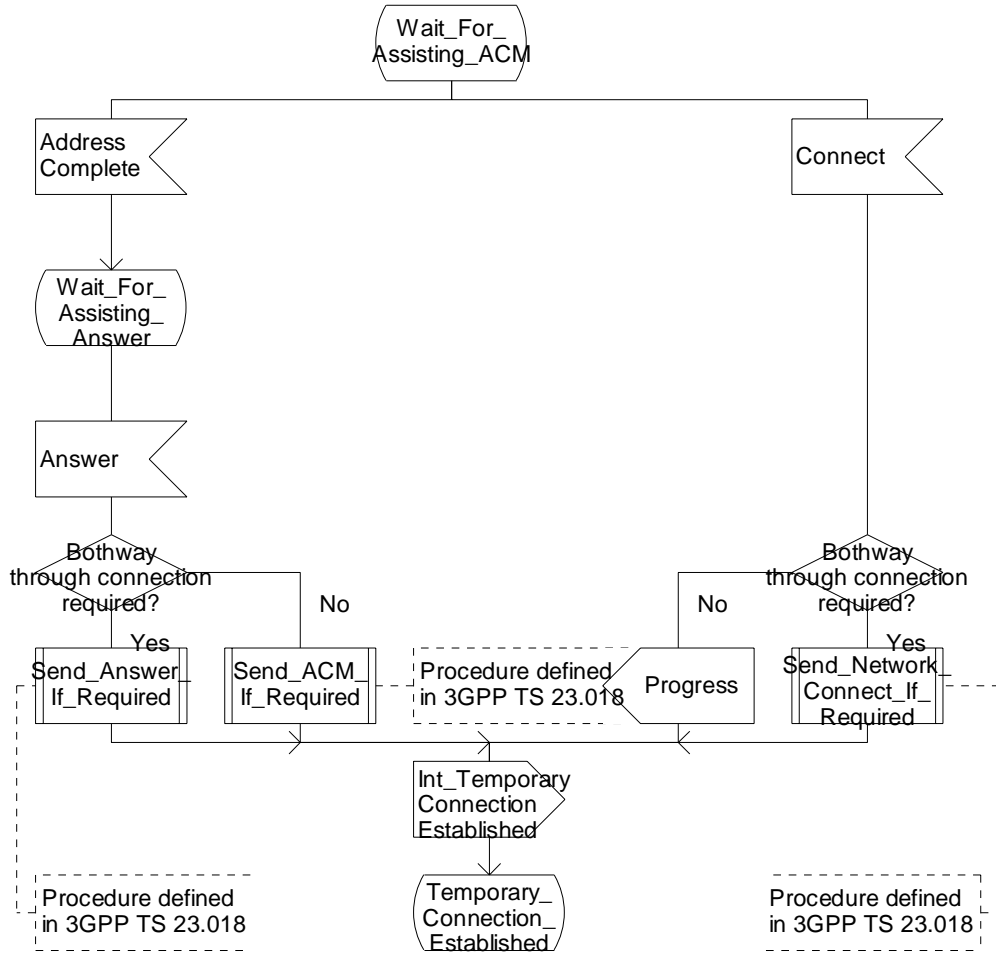 Wait_For_
Assisting_ACM
Address
Complete
Connect
Wait_For_
Assisting_
Answer
Answer
Bothway
through connection
required?
No
Yes
Bothway
through connection
required?
No
Yes
Send_Answer_
If_Required
Send_ACM_
If_Required
Procedure defined
in 3GPP TS 23.018
Progress
Send_Network_
Connect_If_
Required
Int_Temporary
Connection
Established
Procedure defined
in 3GPP TS 23.018
Temporary_
Connection_
Established
Procedure defined
in 3GPP TS 23.018